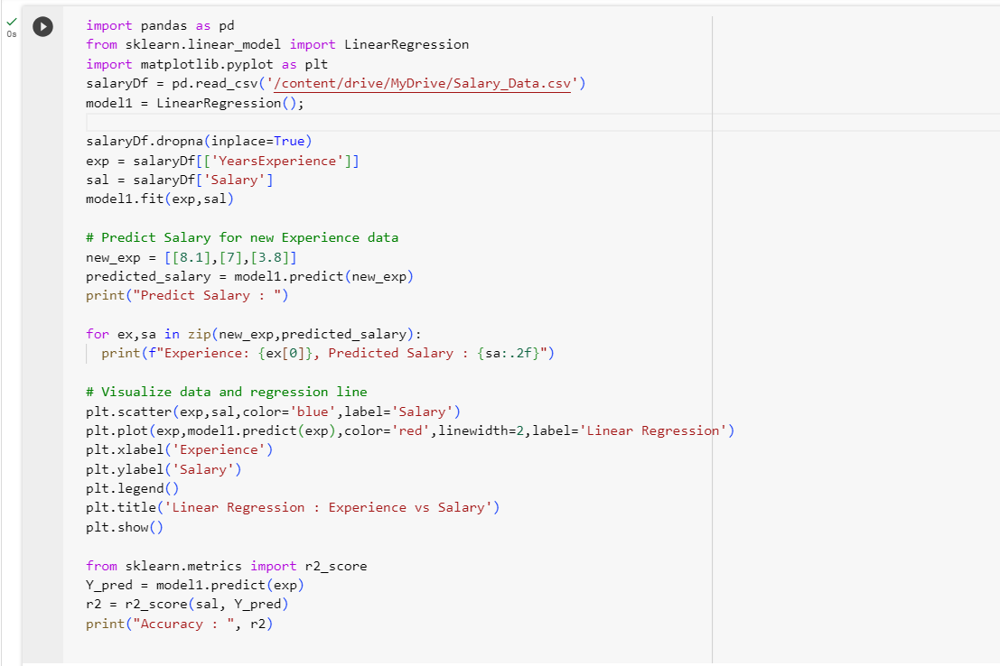 0s
import pandas as pd
from sklearn.linear_model import LinearRegression
import matplotlib.pyplot as plt
salaryDf = pd.read_csv('/content/drive/MyDrive/Salary_Data.csv')
model1 = LinearRegression();
salaryDf.dropna(inplace=True)
exp = salaryDf[['YearsExperience']]
sal = salaryDf['Salary']
model1.fit(exp,sal)
# Predict Salary for new Experience data
new_exp = [[8.1],[7],[3.8]]
predicted_salary = model1.predict(new_exp)
print("Predict Salary : ")
for ex,sa in zip(new_exp,predicted_salary):
  print(f"Experience: {ex[0]}, Predicted Salary : {sa:.2f}")
# Visualize data and regression line
plt.scatter(exp,sal,color='blue',label='Salary')
plt.plot(exp,model1.predict(exp),color='red',linewidth=2,label='Linear Regression')
plt.xlabel('Experience')
plt.ylabel('Salary')
plt.legend()
plt.title('Linear Regression : Experience vs Salary')
plt.show()
from sklearn.metrics import r2_score
Y_pred = model1.predict(exp)
r2 = r2_score(sal, Y_pred)
print("Accuracy : ", r2)